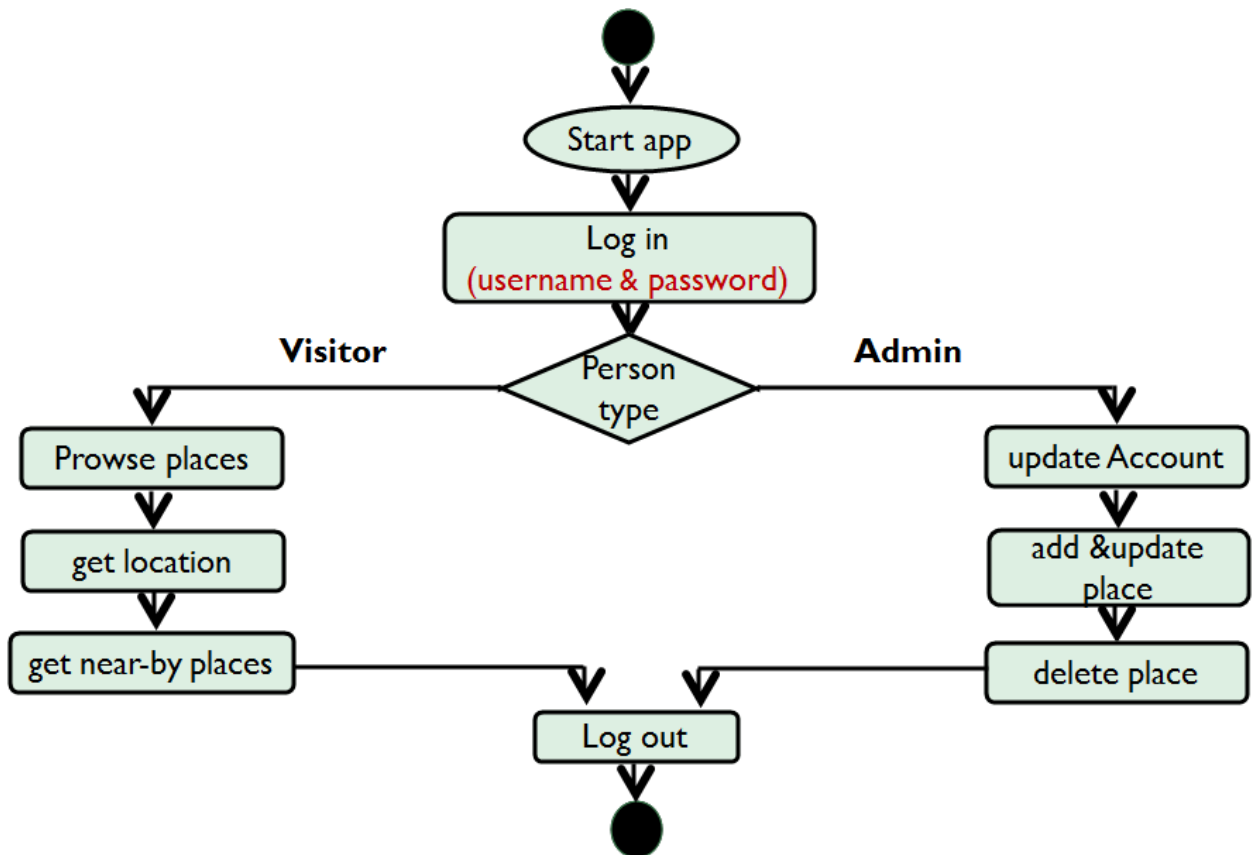 Start app
Log in
(username & password)
Visitor
Admin
Person
type
Prowse places
get location
get near-by places
update Account
add &update
place
delete place
Log out